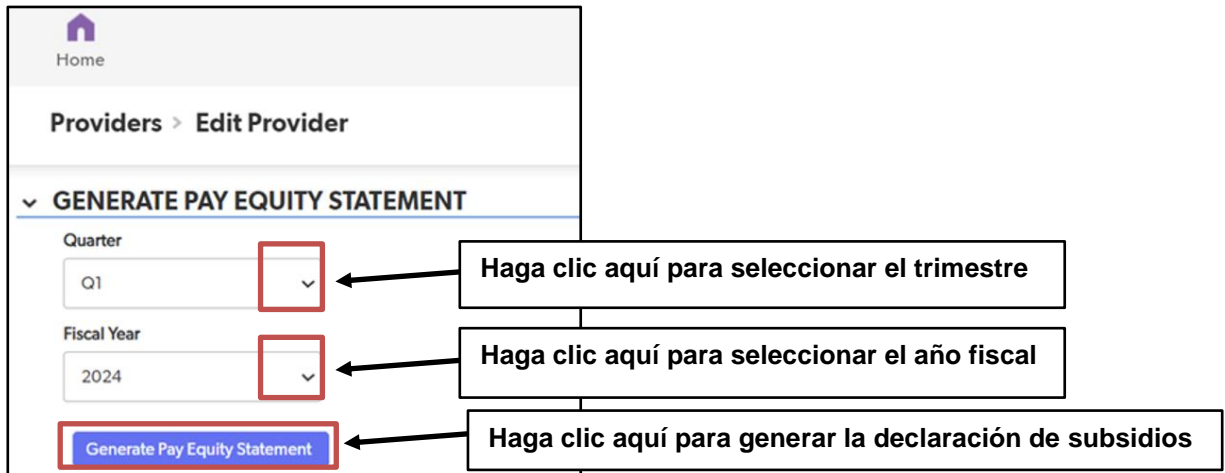 Home
Providers > Edit Provider
GENERATE PAY EQUITY STATEMENT
Quarter
Q1
Haga clic aquí para seleccionar el trimestre
Fiscal Year
2024
Haga clic aquí para seleccionar el año fiscal
Generate Pay Equity Statement
Haga clic aquí para generar la declaración de subsidios